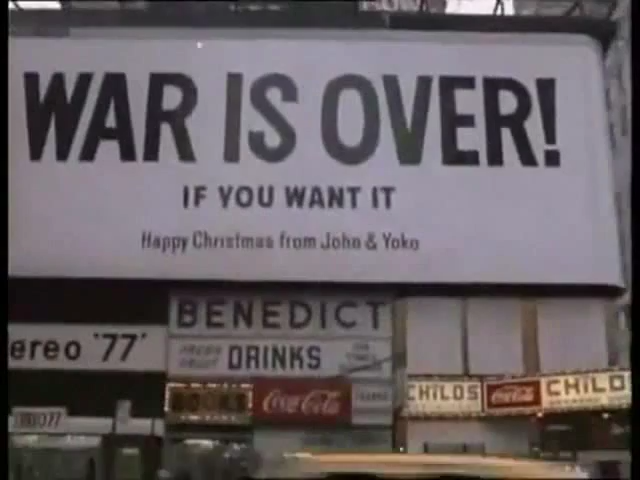 WAR IS OVER!
IF YOU WANT IT
Happy Christmas from John & Yoko
BENEDICT
ereo '77'
DRINKS
Coca-Cola
CHILDS
Coca-Cola
CHILD